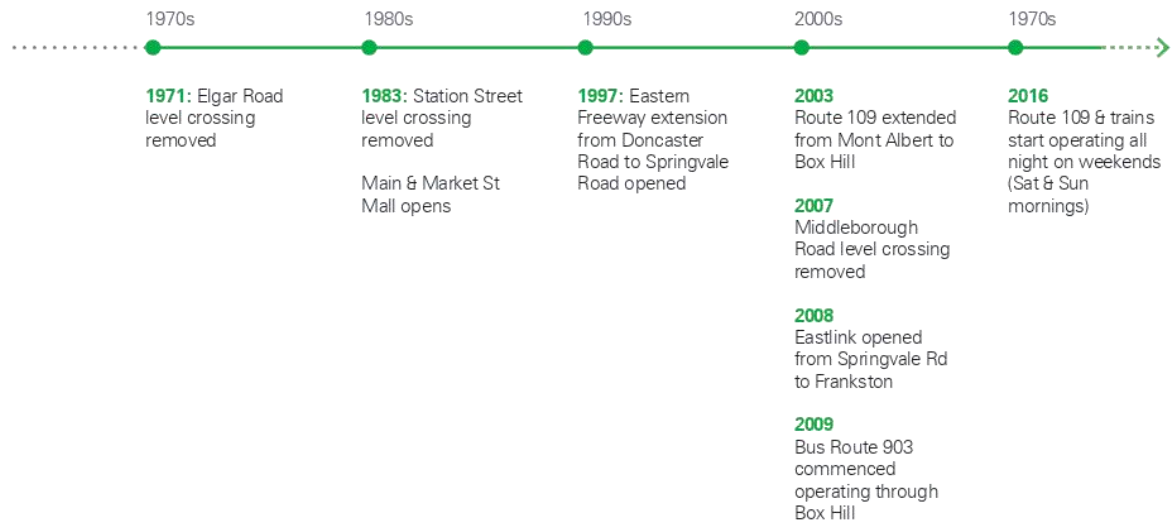 1970s
1980s
1990s
2000s
1970s
1971: Elgar Road
level crossing
removed
1983: Station Street
level crossing
removed
Main & Market St
Mall opens
1997: Eastern
Freeway extension
from Doncaster
Road to Springvale
Road opened
2003
Route 109 extended
from Mont Albert to
Box Hill
2007
Middleborough
Road level crossing
removed
2008
Eastlink opened
from Springvale Rd
to Frankston
2009
Bus Route 903
commenced
operating through
Box Hill
2016
Route 109 & trains
start operating all
night on weekends
(Sat & Sun
mornings)